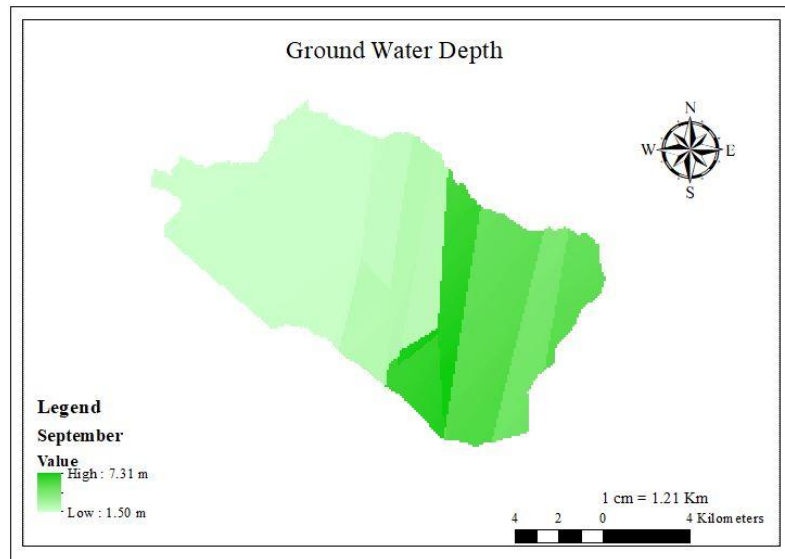 Ground Water Depth
N
W E
S
Legend
September
Value
High : 7.31 m
Low : 1.50 m
1 cm = 1.21 Km
4 2 0 4 Kilometers